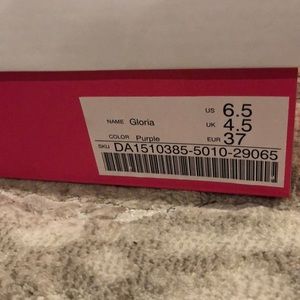 NAME Gloria US 6.5
UK 4.5
COLOR Purple EUR 37
SKU DA1510385-5010-29065